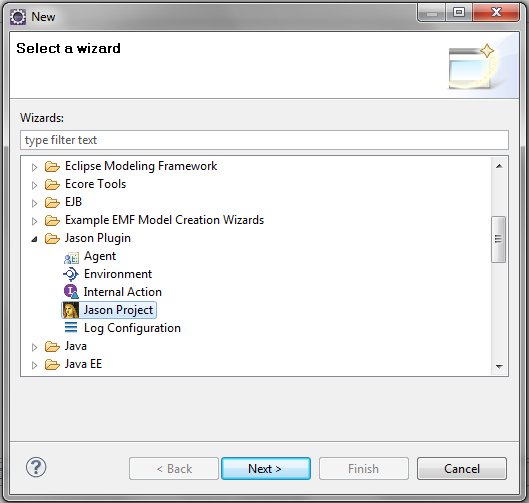 New
Select a wizard
Wizards:
type filter text
Eclipse Modeling Framework
Ecore Tools
EJB
Example EMF Model Creation Wizards
Jason Plugin
Agent
Environment
Internal Action
Jason Project
Log Configuration
Java
Java EE
? < Back Next > Finish Cancel